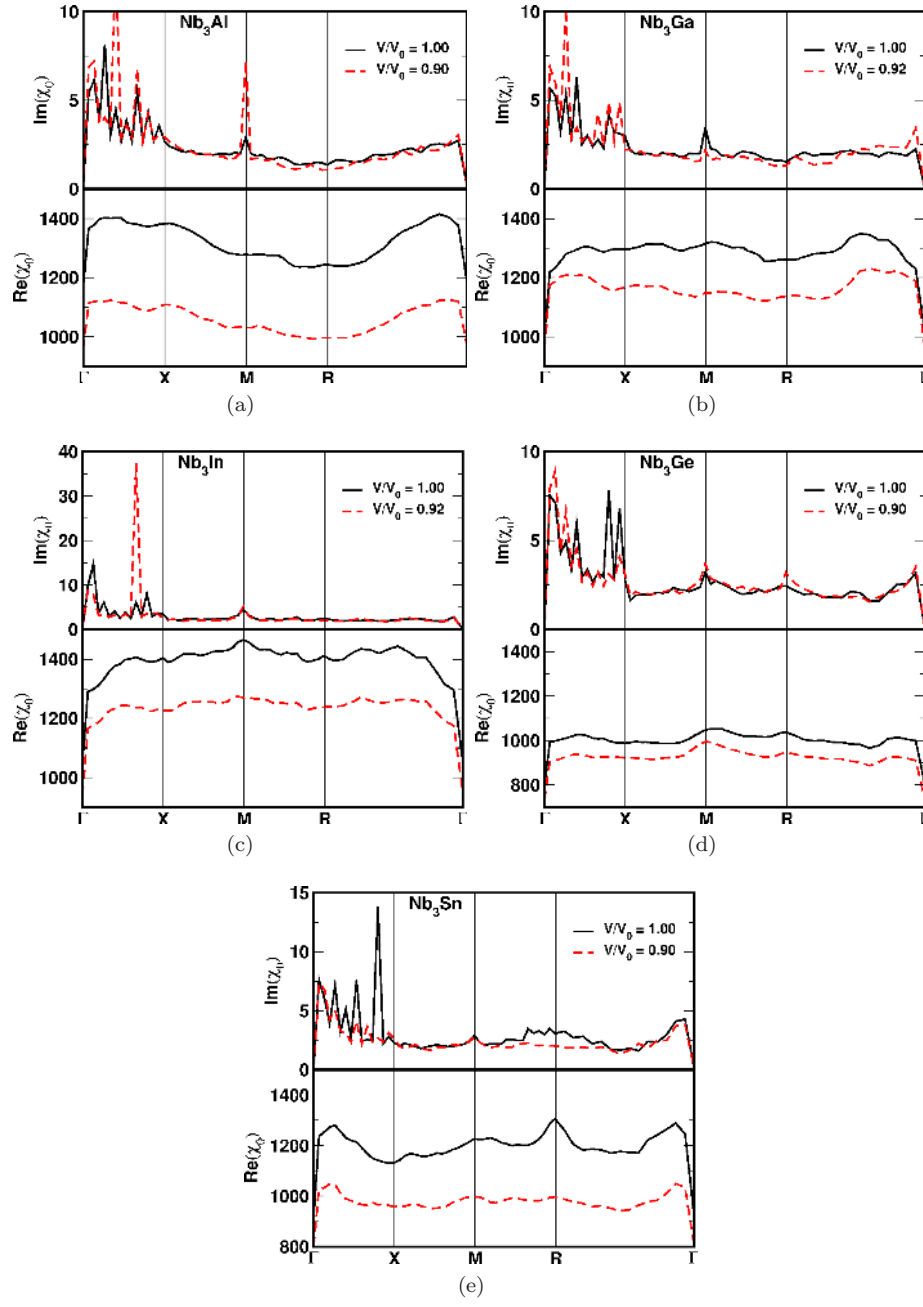 Nb₃Al
V/V₀ = 1.00
V/V₀ = 0.90
Im(χ₀)
10
5
0
Re(χ₀)
1400
1200
1000
Γ X M R
(a)
Nb₃Ga
V/V₀ = 1.00
V/V₀ = 0.92
Im(χ₀)
10
5
0
Re(χ₀)
1400
1200
1000
Γ X M R Γ
(b)
Nb₃In
V/V₀ = 1.00
V/V₀ = 0.92
Im(χ₀)
40
30
20
10
0
Re(χ₀)
1400
1200
1000
Γ X M R Γ
(c)
Nb₃Ge
V/V₀ = 1.00
V/V₀ = 0.90
Im(χ₀)
10
5
0
Re(χ₀)
1400
1200
1000
800
Γ X M R Γ
(d)
Nb₃Sn
V/V₀ = 1.00
V/V₀ = 0.90
Im(χ₀)
15
10
5
0
Re(χ₀)
1400
1200
1000
800
Γ X M R Γ
(e)